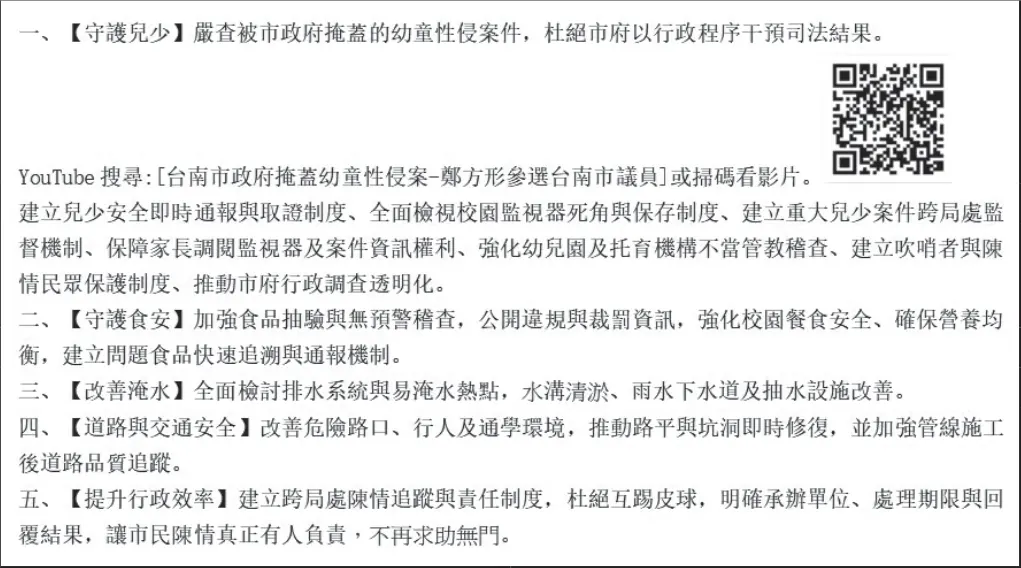 一、【守護兒少】嚴查被市政府掩蓋的幼童性侵案件，杜絕市府以行政程序干預司法結果。
YouTube 搜尋:[台南市政府掩蓋幼童性侵案-鄭方形參選台南市議員]或掃碼看影片。
建立兒少安全即時通報與取證制度、全面檢視校園監視器死角與保存制度、建立重大兒少案件跨局處監
督機制、保障家長調閱監視器及案件資訊權利、強化幼兒園及托育機構不當管教稽查、建立吹哨者與陳
情民眾保護制度、推動市府行政調查透明化。
二、【守護食安】加強食品抽驗與無預警稽查，公開違規與裁罰資訊，強化校園餐食安全、確保營養均
衡，建立問題食品快速追溯與通報機制。
三、【改善淹水】全面檢討排水系統與易淹水熱點，水溝清淤、雨水下水道及抽水設施改善。
四、【道路與交通安全】改善危險路口、行人及通學環境，推動路平與坑洞即時修復，並加強管線施工
後道路品質追蹤。
五、【提升行政效率】建立跨局處陳情追蹤與責任制度，杜絕互踢皮球，明確承辦單位、處理期限與回
覆結果，讓市民陳情真正有人負責，不再求助無門。